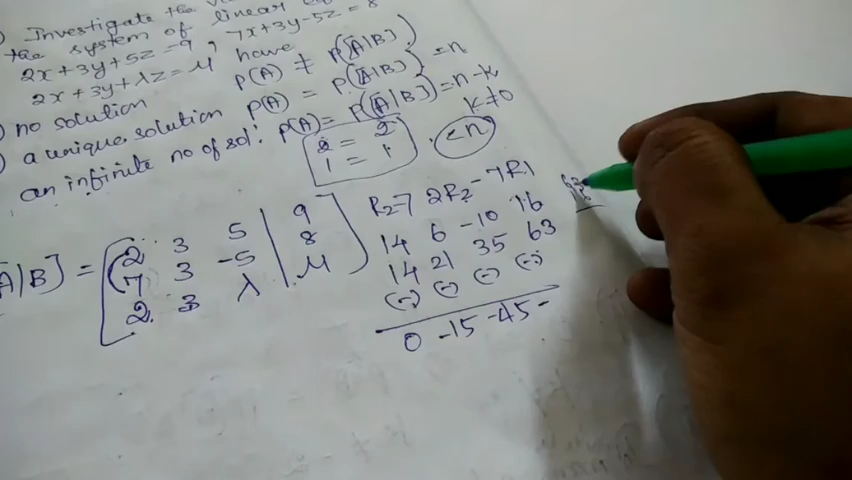 ) Investigate the
the system of linear
2x+3y+5z=9, 7x+3y-5z=8
2x+3y+λz=μ have
) no solution ρ(A) ≠ ρ([A|B])
) a unique solution ρ(A) = ρ([A|B]) =n
an infinite no of sol: ρ(A)= ρ([A|B])=n-k
k≠0
2 = 2
1 = 1
<n
R2→ 2R2-7R1
14 6 -10 16
14 21 35 63
(-) (-) (-) (-)
0 -15 -45 -
A|B] = [2 3 5 | 9
7 3 -5 | 8
2 3 λ | μ]